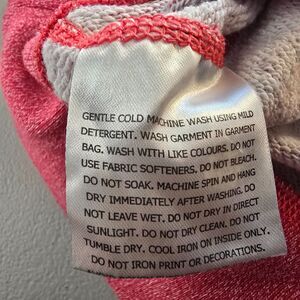 GENTLE COLD MACHINE WASH USING MILD
DETERGENT. WASH GARMENT IN GARMENT
BAG. WASH WITH LIKE COLOURS. DO NOT
USE FABRIC SOFTENERS. DO NOT BLEACH.
DO NOT SOAK. MACHINE SPIN AND HANG
DRY IMMEDIATELY AFTER WASHING. DO
NOT LEAVE WET. DO NOT DRY IN DIRECT
SUNLIGHT. DO NOT DRY CLEAN. DO NOT
TUMBLE DRY. COOL IRON ON INSIDE ONLY.
DO NOT IRON PRINT OR DECORATIONS.